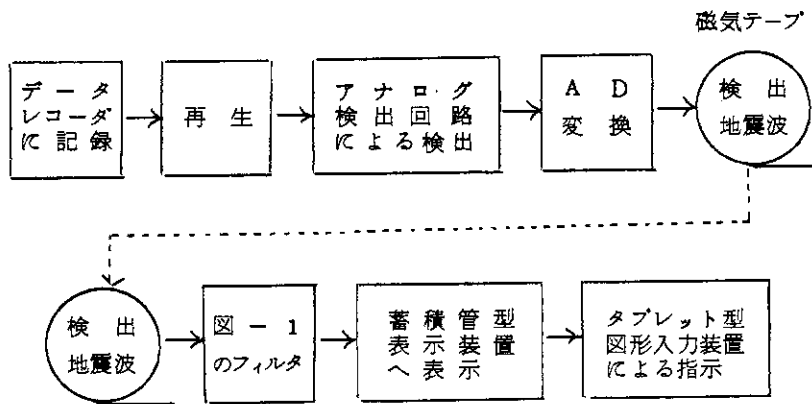 磁気テープ
データ
レコーダ
に記録
再生
アナログ
検出回路
による検出
AD
変換
検出
地震波
検出
地震波
図-1
のフィルタ
蓄積管型
表示装置
へ表示
タブレット型
図形入力装置
による指示